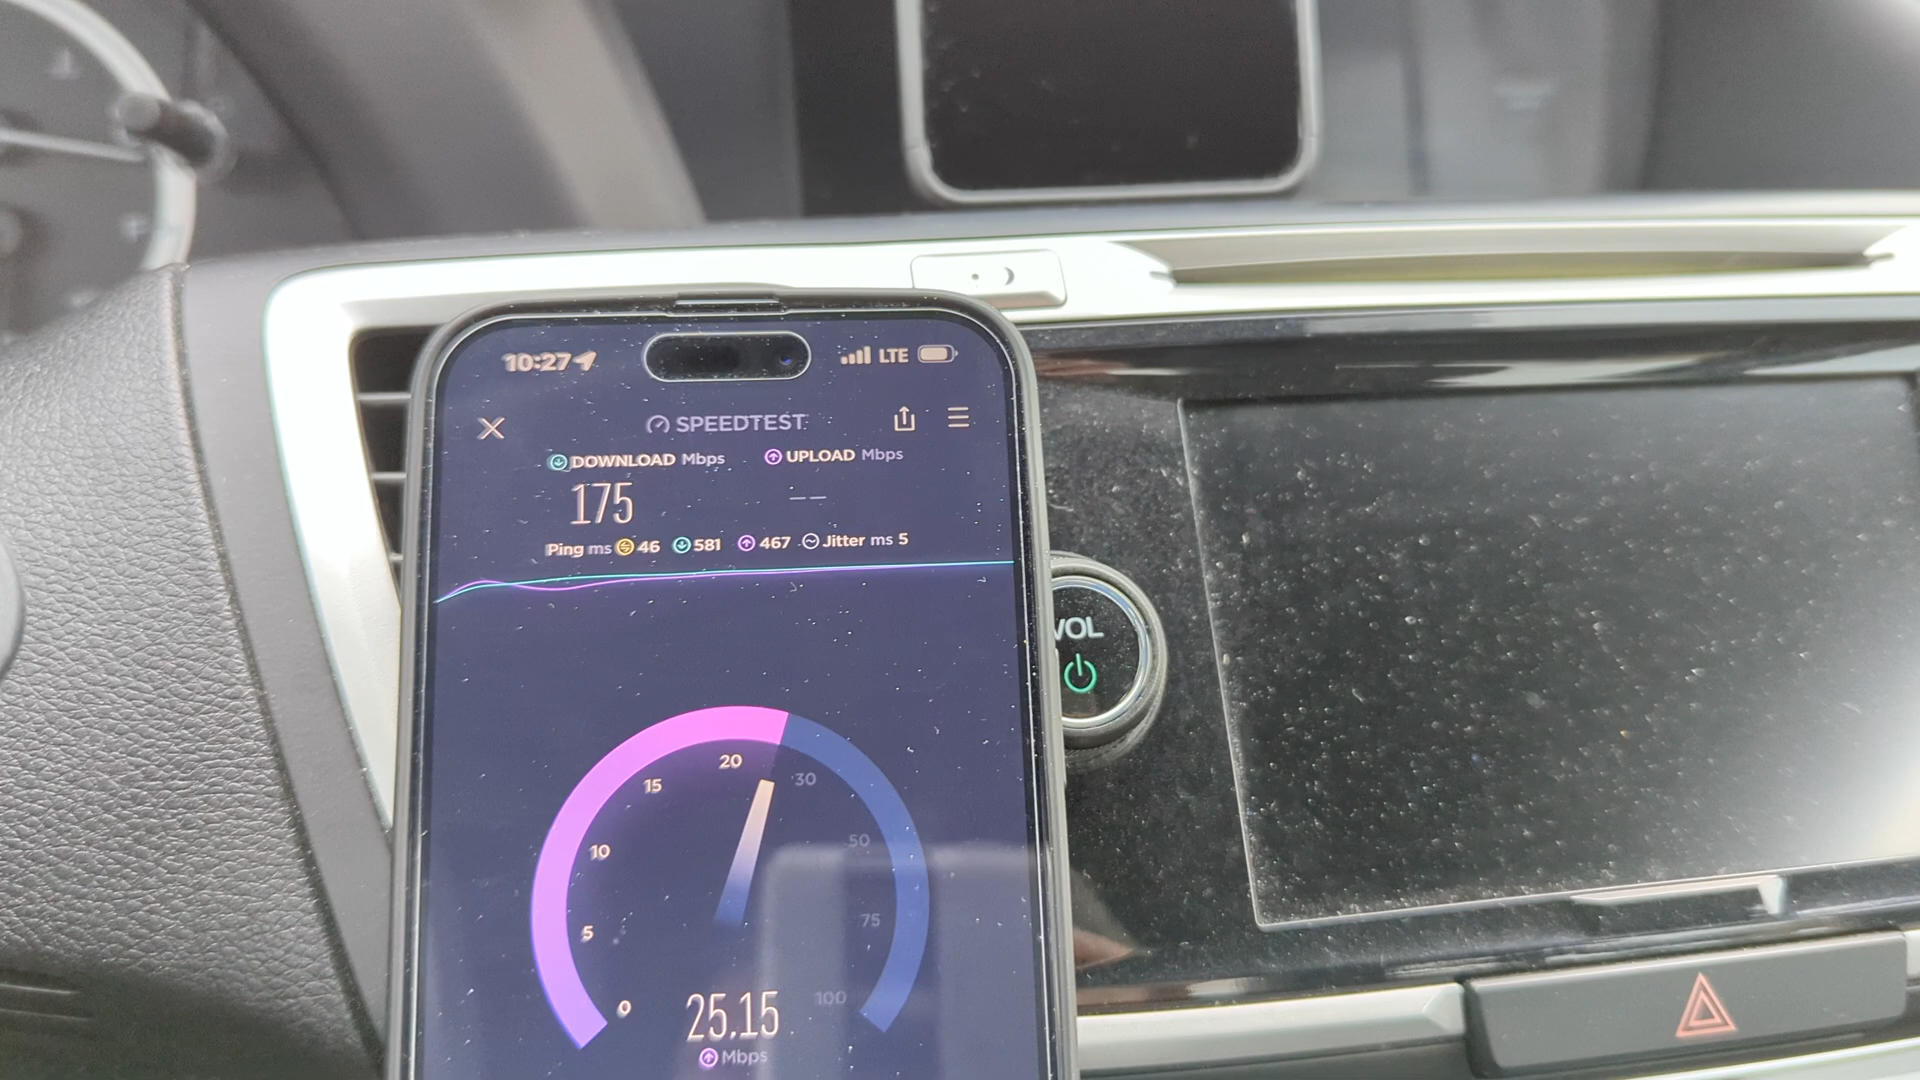 10:27 LTE
SPEEDTEST
DOWNLOAD Mbps UPLOAD Mbps
175 ——
Ping ms 46 581 467 Jitter ms 5
20
15 30
10 50
5 75
0 100
25.15
Mbps
VOL